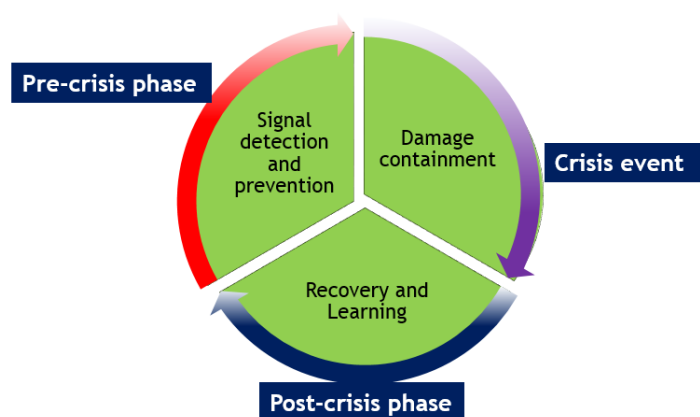 Pre-crisis phase
Signal
detection
and
prevention
Damage
containment
Crisis event
Recovery and
Learning
Post-crisis phase